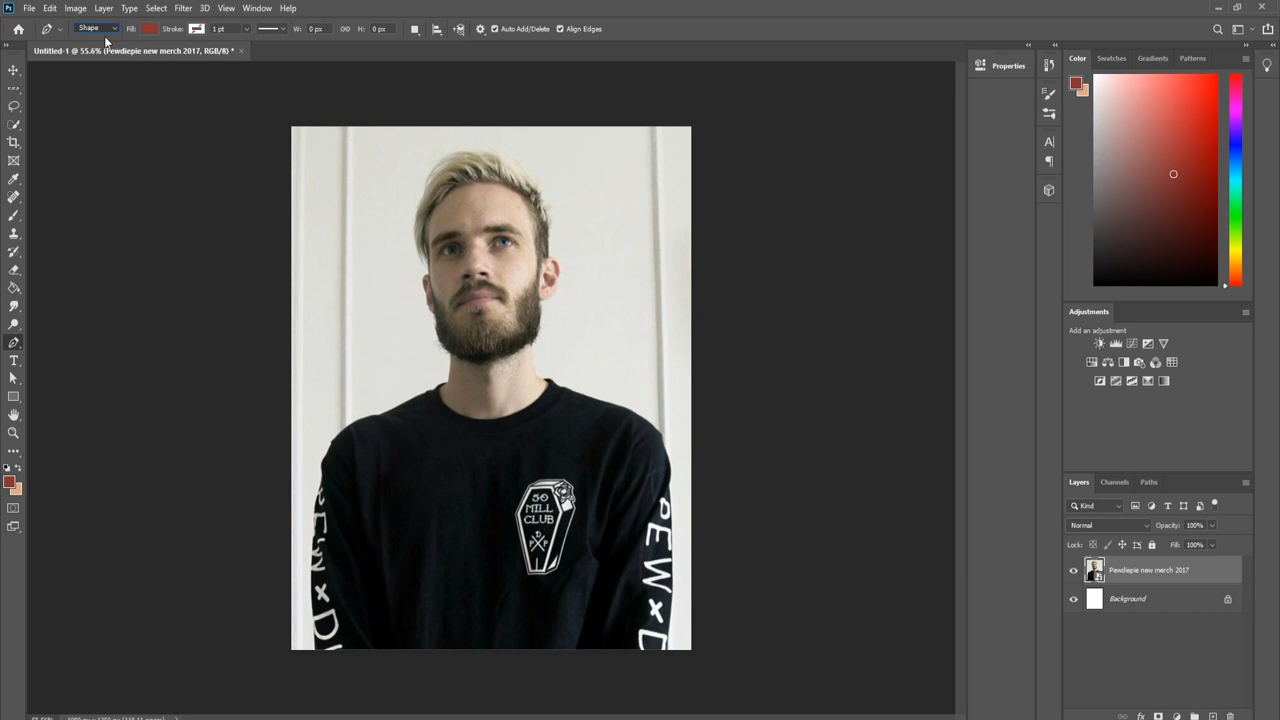 Ps File Edit Image Layer Type Select Filter 3D View Window Help
Shape Fill: Stroke: 1 pt W: 0 px H: 0 px Auto Add/Delete Align Edges
Untitled-1 @ 55.6% (Pewdiepie new merch 2017, RGB/8) * ×
Properties
Color Swatches Gradients Patterns
Adjustments
Add an adjustment
50
MILL
CLUB
P D P
PEW × D
PEW × D
Layers Channels Paths
Kind
Normal Opacity: 100%
Lock: Fill: 100%
Pewdiepie new merch 2017
Background